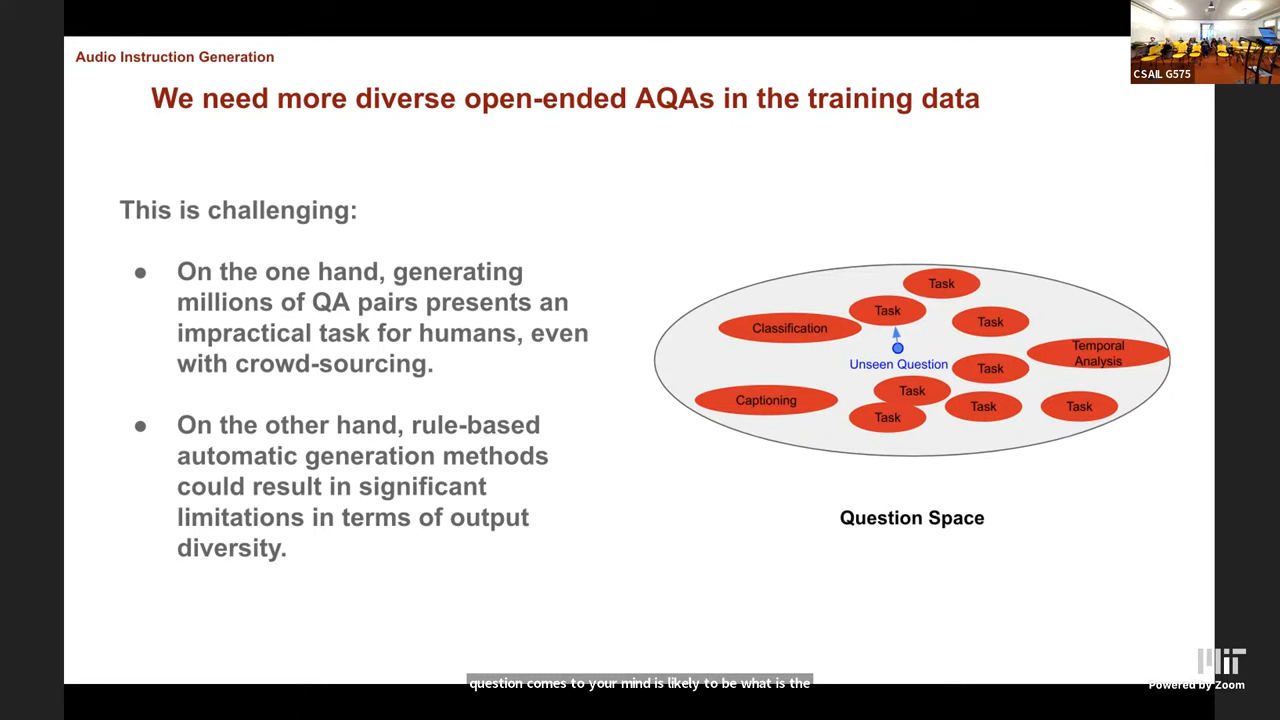 Audio Instruction Generation
CSAIL G575
We need more diverse open-ended AQAs in the training data
This is challenging:
● On the one hand, generating
millions of QA pairs presents an
impractical task for humans, even
with crowd-sourcing.
● On the other hand, rule-based
automatic generation methods
could result in significant
limitations in terms of output
diversity.
Task
Task
Classification
Task
Temporal
Analysis
Unseen Question
Task
Task
Captioning
Task
Task
Task
Question Space
question comes to your mind is likely to be what is the
MIT
Powered by Zoom